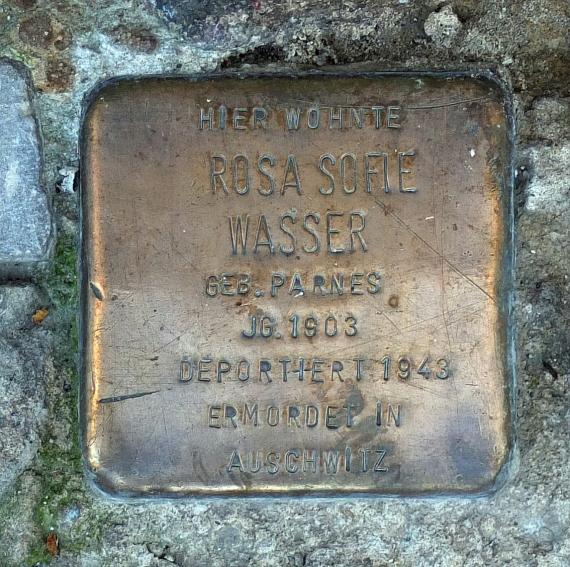 HIER WOHNTE
ROSA SOFIE
WASSER
GEB. PARNES
JG. 1903
DEPORTIERT 1943
ERMORDET IN
AUSCHWITZ